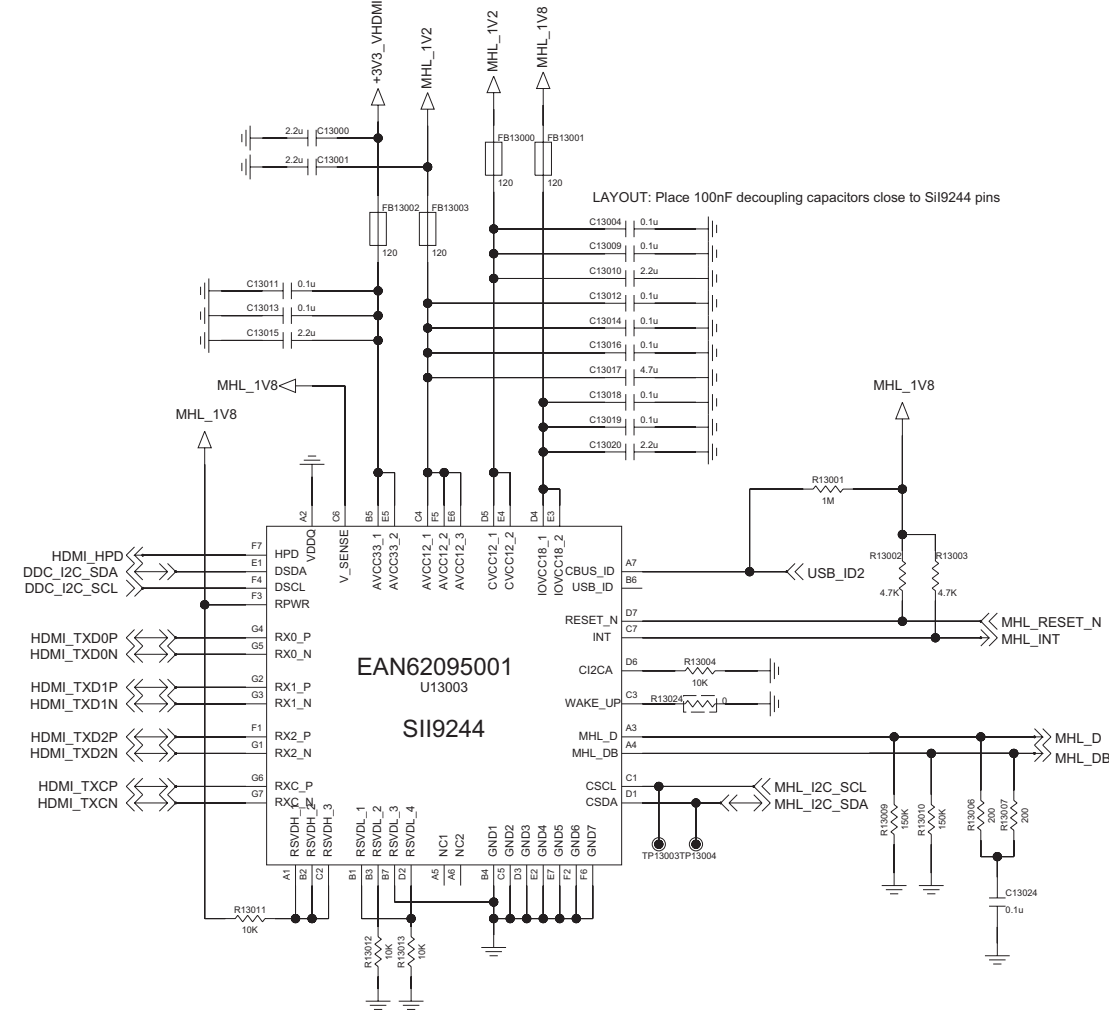 +3V3_VHDMI
MHL_1V2
MHL_1V2
MHL_1V8
2.2u C13000
2.2u C13001
FB13000
120
FB13001
120
LAYOUT: Place 100nF decoupling capacitors close to SiI9244 pins
FB13002
120
FB13003
120
C13004 0.1u
C13009 0.1u
C13010 2.2u
C13011 0.1u
C13012 0.1u
C13013 0.1u
C13014 0.1u
C13015 2.2u
C13016 0.1u
C13017 4.7u
C13018 0.1u
C13019 0.1u
C13020 2.2u
MHL_1V8
MHL_1V8
MHL_1V8
R13001
1M
R13002
4.7K
R13003
4.7K
A2
C6
B5
E5
C4
F5
E6
D5
E4
D4
E3
VDDQ
V_SENSE
AVCC33_1
AVCC33_2
AVCC12_1
AVCC12_2
AVCC12_3
CVCC12_1
CVCC12_2
IOVCC18_1
IOVCC18_2
HDMI_HPD F7 HPD
DDC_I2C_SDA E1 DSDA
DDC_I2C_SCL F4 DSCL
F3 RPWR
HDMI_TXD0P G4 RX0_P
HDMI_TXD0N G5 RX0_N
HDMI_TXD1P G2 RX1_P
HDMI_TXD1N G3 RX1_N
HDMI_TXD2P F1 RX2_P
HDMI_TXD2N G1 RX2_N
HDMI_TXCP G6 RXC_P
HDMI_TXCN G7 RXC_N
EAN62095001
U13003
SII9244
CBUS_ID A7 USB_ID2
USB_ID B6
RESET_N D7 MHL_RESET_N
INT C7 MHL_INT
CI2CA D6 R13004
10K
WAKE_UP C3 R13024 0
MHL_D A3 MHL_D
MHL_DB A4 MHL_DB
CSCL C1 MHL_I2C_SCL
CSDA D1 MHL_I2C_SDA
TP13003 TP13004
R13009
150K
R13010
150K
R13006
200
R13007
200
C13024
0.1u
RSVDH_1
RSVDH_2
RSVDH_3
RSVDL_1
RSVDL_2
RSVDL_3
RSVDL_4
NC1
NC2
GND1
GND2
GND3
GND4
GND5
GND6
GND7
A1
B2
C2
B1
B3
B7
D2
A5
A6
B4
C5
D3
E2
E7
F2
F6
R13011
10K
R13012
10K
R13013
10K